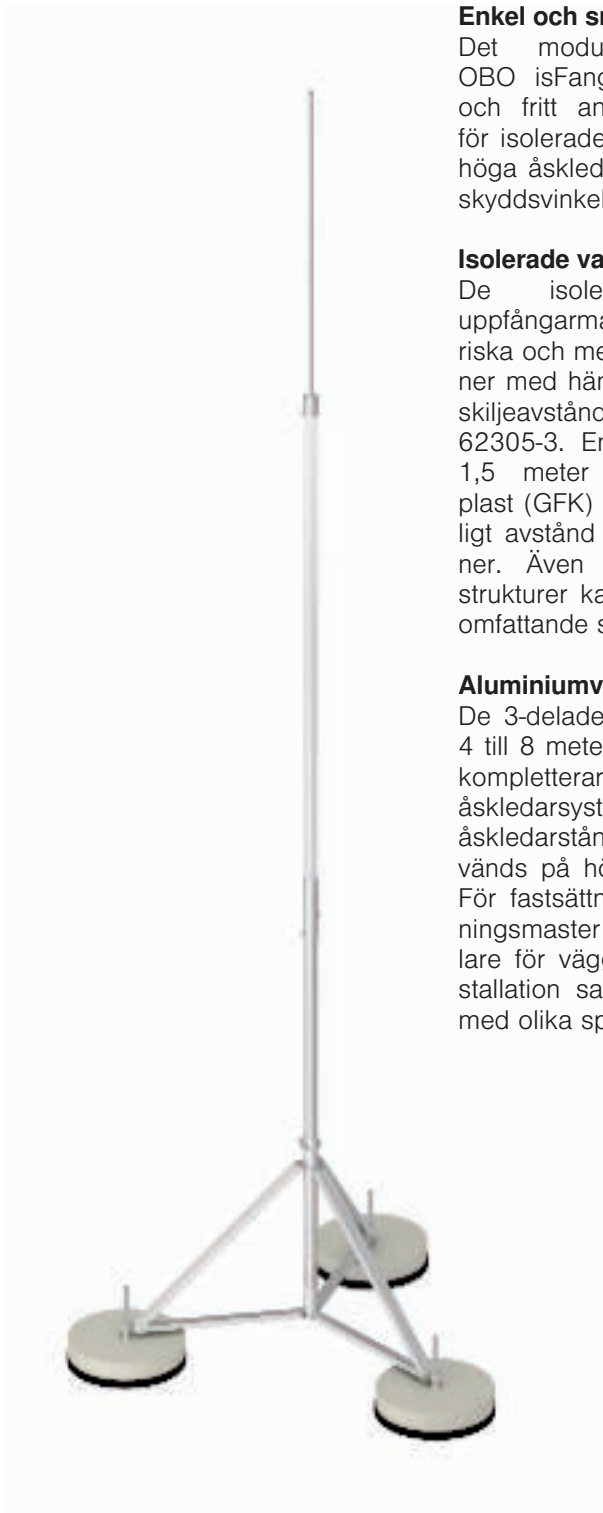 Enkel och
Det modu
OBO isFang
och fritt an
för isolerade
höga åskled
skyddsvinkel
Isolerade va
De isole
uppfångarma
riska och me
ner med hän
skiljeavstånd
62305-3. En
1,5 meter
plast (GFK)
ligt avstånd
ner. Även
strukturer ka
omfattande s
Aluminiumv
De 3-delade
4 till 8 mete
kompletterar
åskledarsyst
åskledarstån
vänds på hö
För fastsättn
ningsmaster
lare för väg
stallation sa
med olika sp